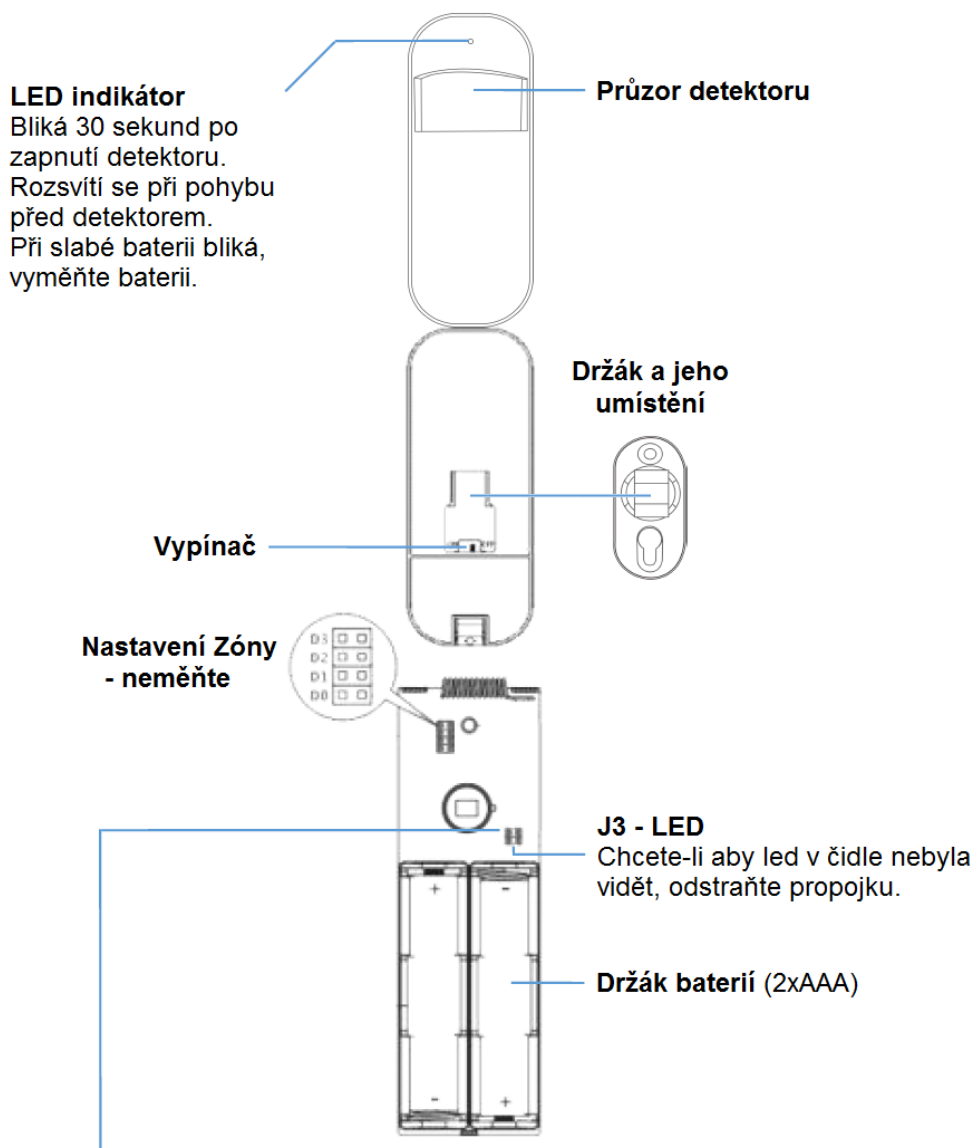 LED indikátor
Bliká 30 sekund po
zapnutí detektoru.
Rozsvítí se při pohybu
před detektorem.
Při slabé baterii bliká,
vyměňte baterii.
Průzor detektoru
Držák a jeho
umístění
Vypínač
Nastavení Zóny
- neměňte
D3
D2
D1
D0
J3 - LED
Chcete-li aby led v čidle nebyla
vidět, odstraňte propojku.
+ -
Držák baterií (2xAAA)
- +